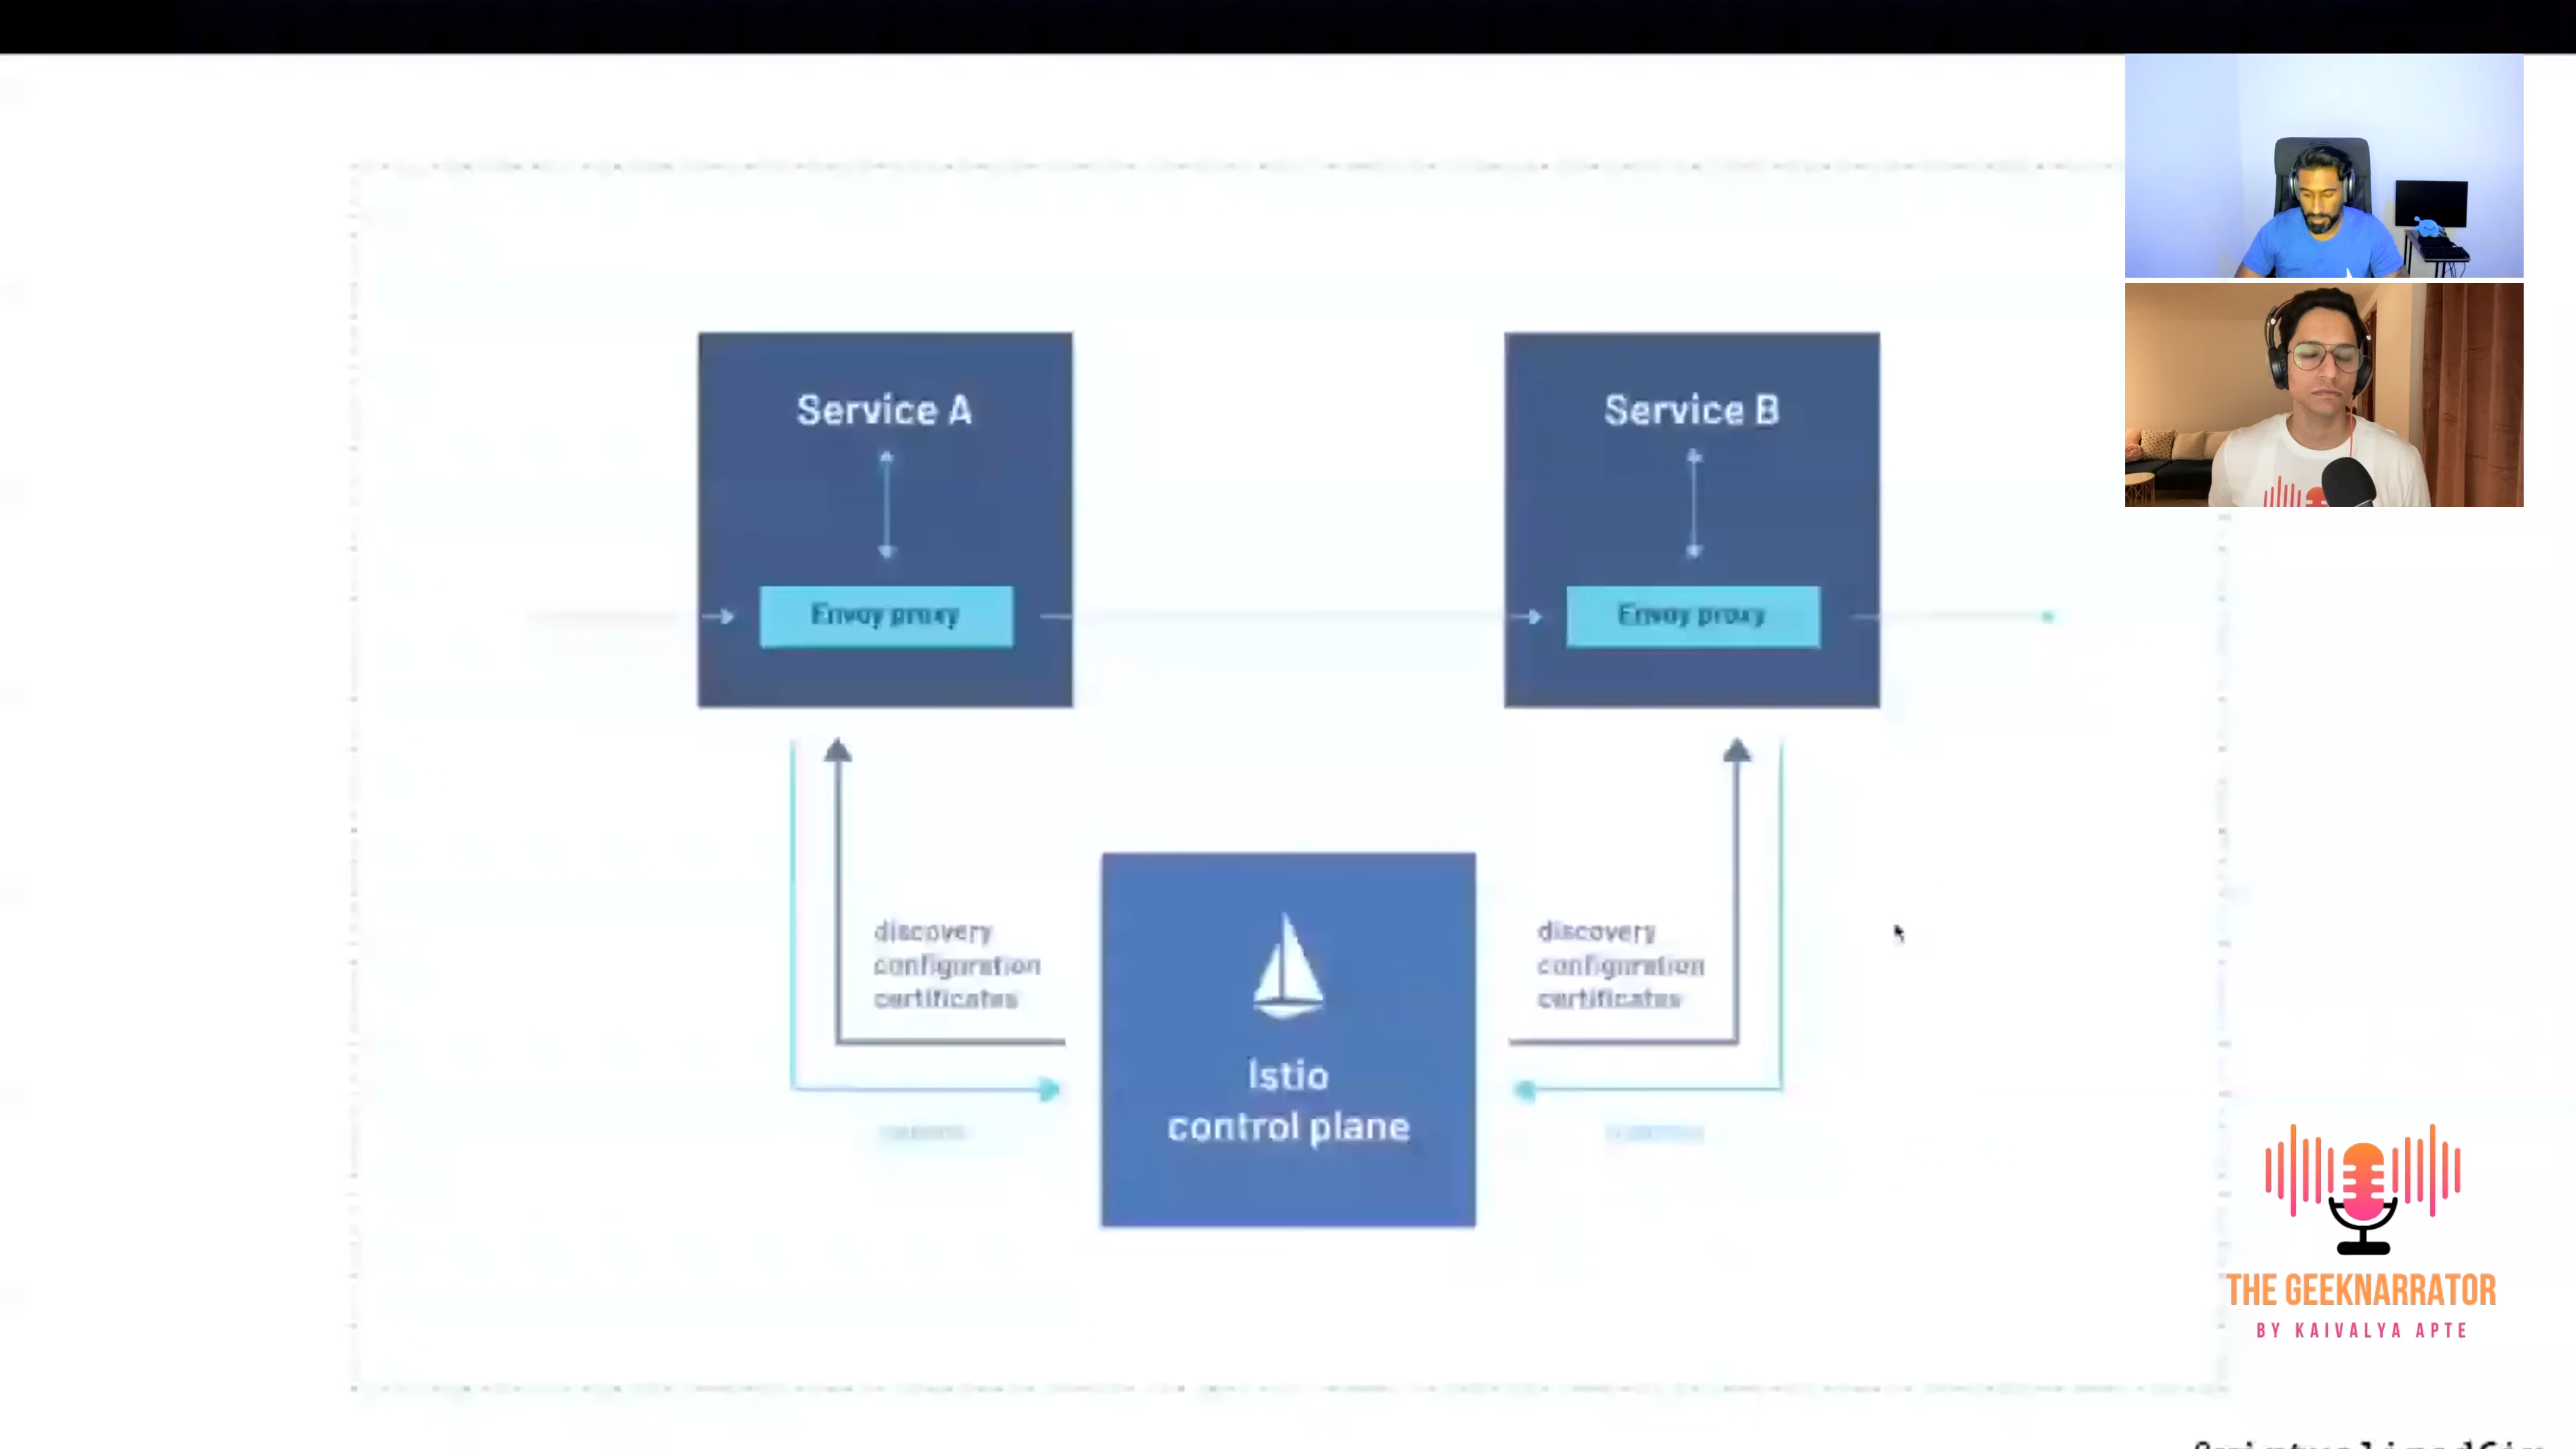 Service A
Service B
Envoy proxy
Envoy proxy
discovery
configuration
certificates
discovery
configuration
certificates
Istio
control plane
THE GEEKNARRATOR
BY KAIVALYA APTE